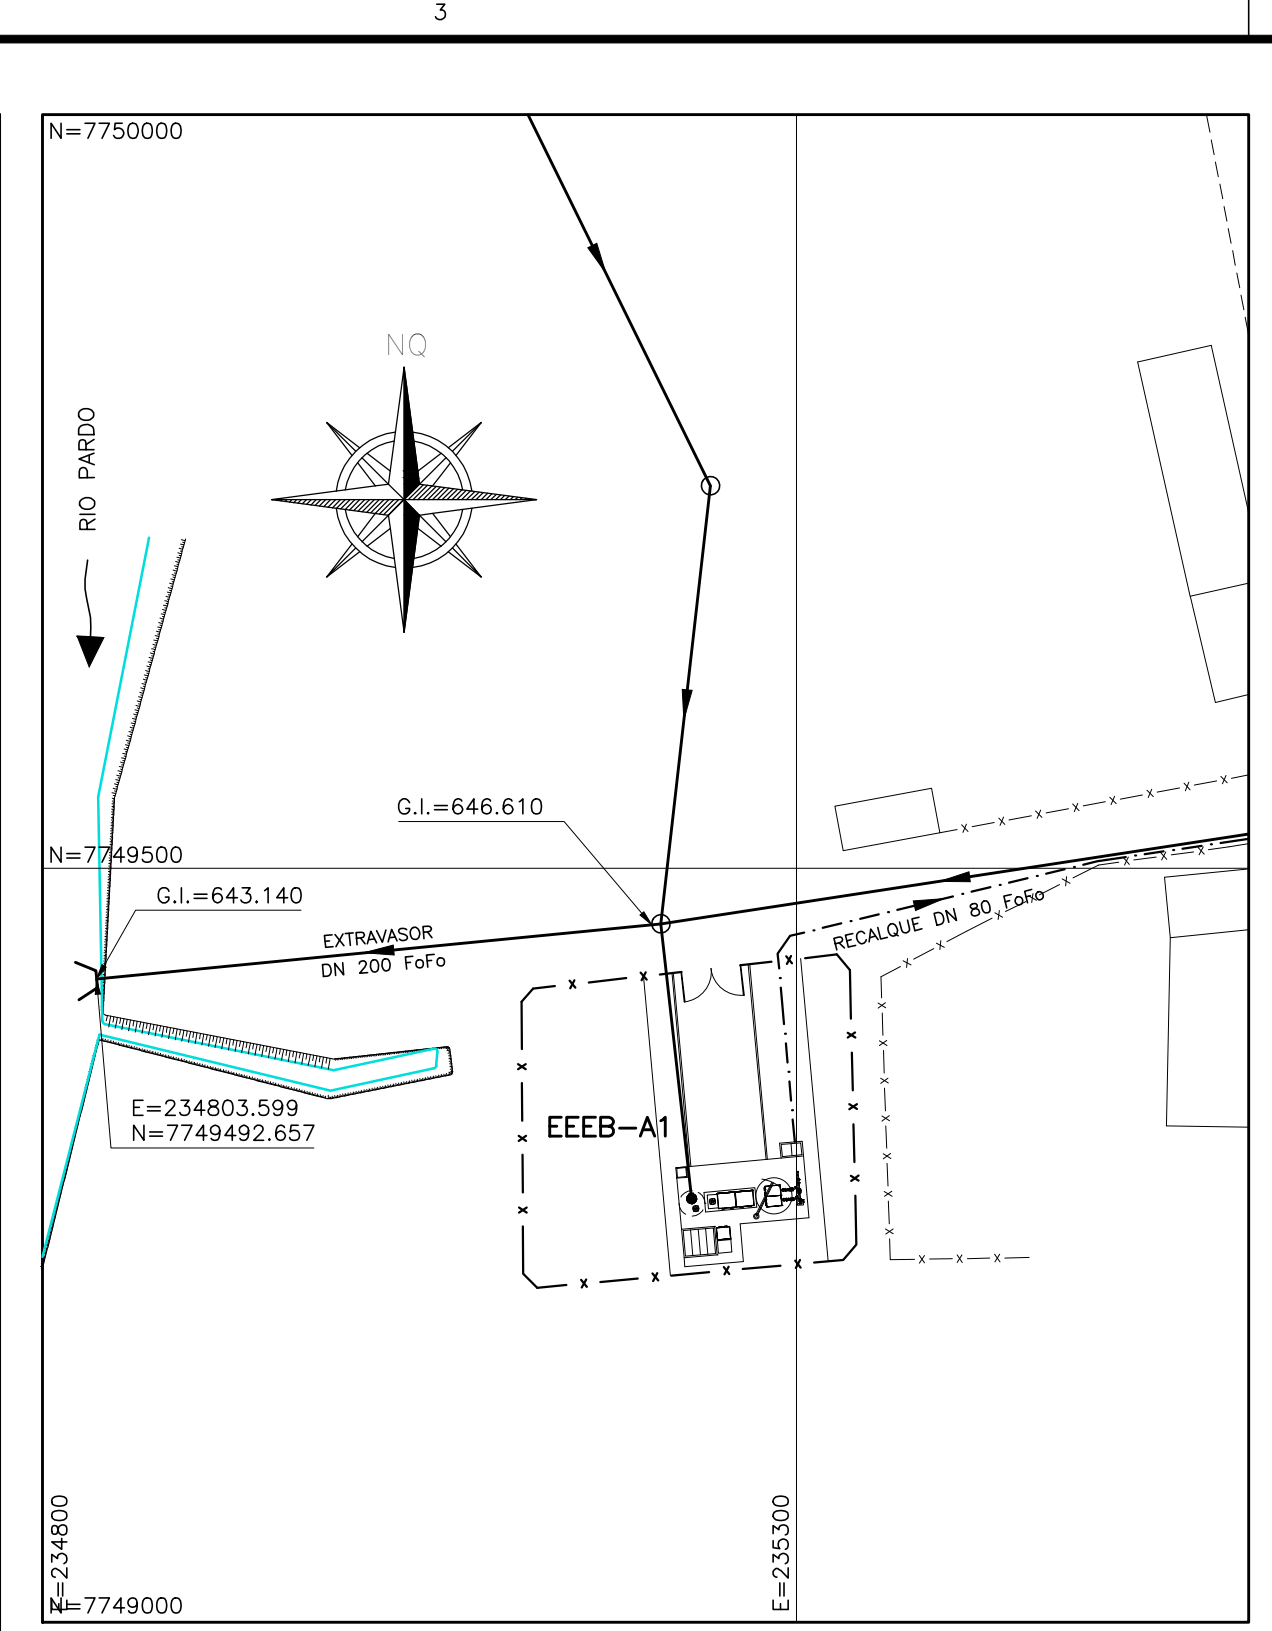 3
N=7750000
NQ
RIO PARDO
G.I.=646.610
N=7749500
G.I.=643.140
EXTRAVASOR
DN 200 FoFo
RECALQUE DN 80 FoFo
E=234803.599
N=7749492.657
EEEB-A1
E=234800
E=235300
N=7749000